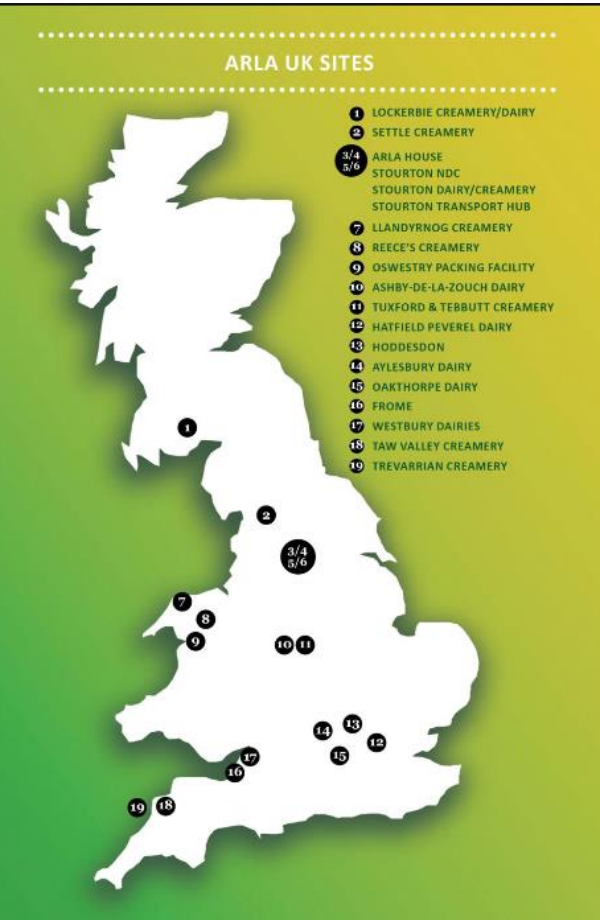 ARLA UK SITES
1 LOCKERBIE CREAMERY/DAIRY
2 SETTLE CREAMERY
3/4 ARLA HOUSE
5/6 STOURTON NDC
STOURTON DAIRY/CREAMERY
STOURTON TRANSPORT HUB
7 LLANDYRNOG CREAMERY
8 REECE'S CREAMERY
9 OSWESTRY PACKING FACILITY
10 ASHBY-DE-LA-ZOUCH DAIRY
11 TUXFORD & TEBBUTT CREAMERY
12 HATFIELD PEVEREL DAIRY
13 HODDESDON
14 AYLESBURY DAIRY
15 OAKTHORPE DAIRY
16 FROME
17 WESTBURY DAIRIES
18 TAW VALLEY CREAMERY
19 TREVARRIAN CREAMERY
1
2
3/4
5/6
7
8
9
10 11
13
14
12
15
17
16
19 18